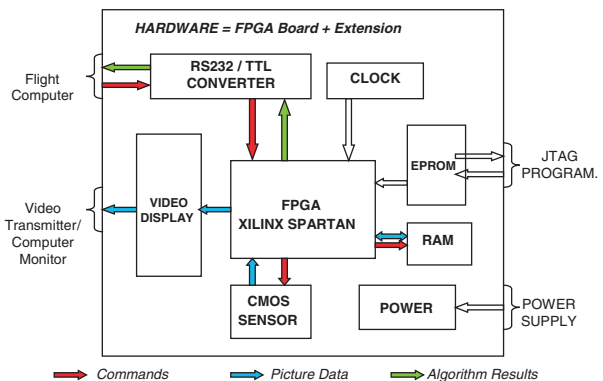 HARDWARE = FPGA Board + Extension
RS232 / TTL
CONVERTER
CLOCK
Flight
Computer
EPROM
JTAG
PROGRAM.
VIDEO
DISPLAY
FPGA
XILINX SPARTAN
Video
Transmitter/
Computer
Monitor
RAM
CMOS
SENSOR
POWER
POWER
SUPPLY
Commands
Picture Data
Algorithm Results